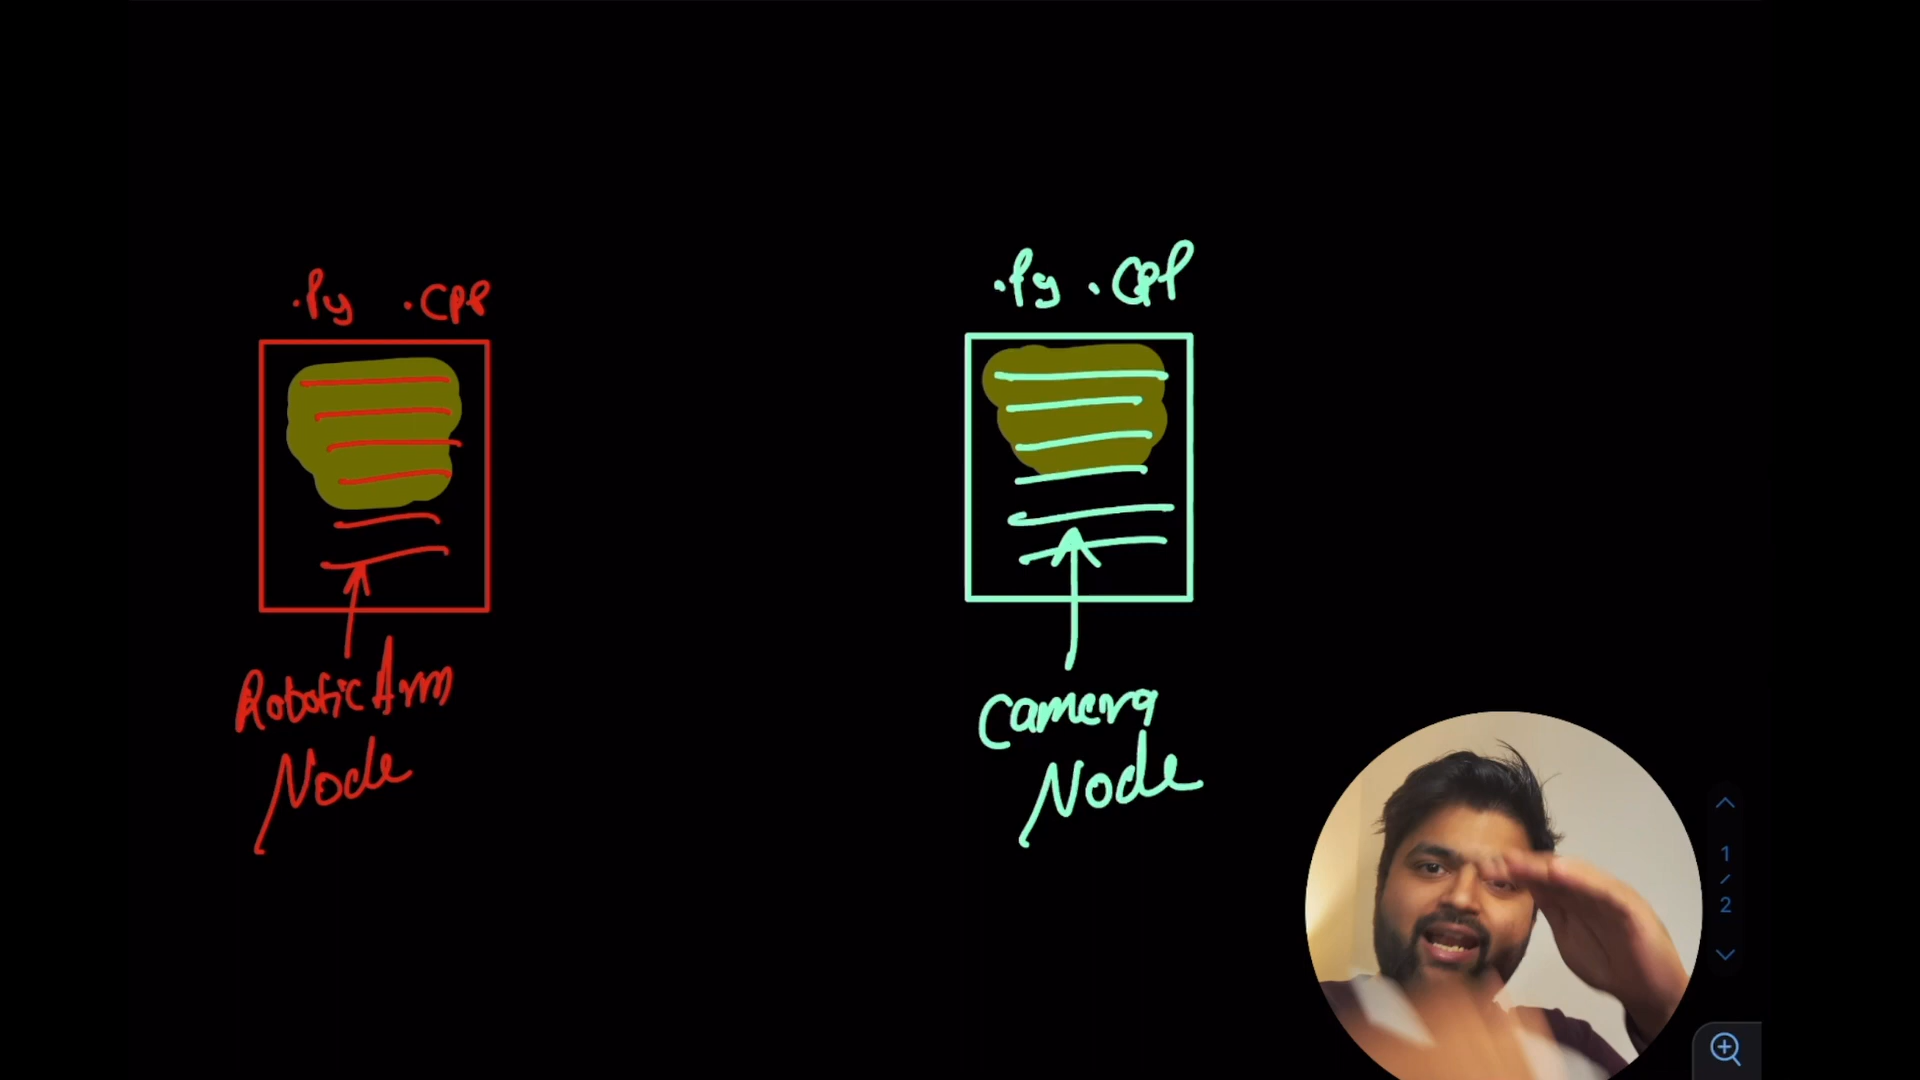 .Py .CPP
Robotic Arm
Node
.Py .CPP
Camera
Node
1
/
2